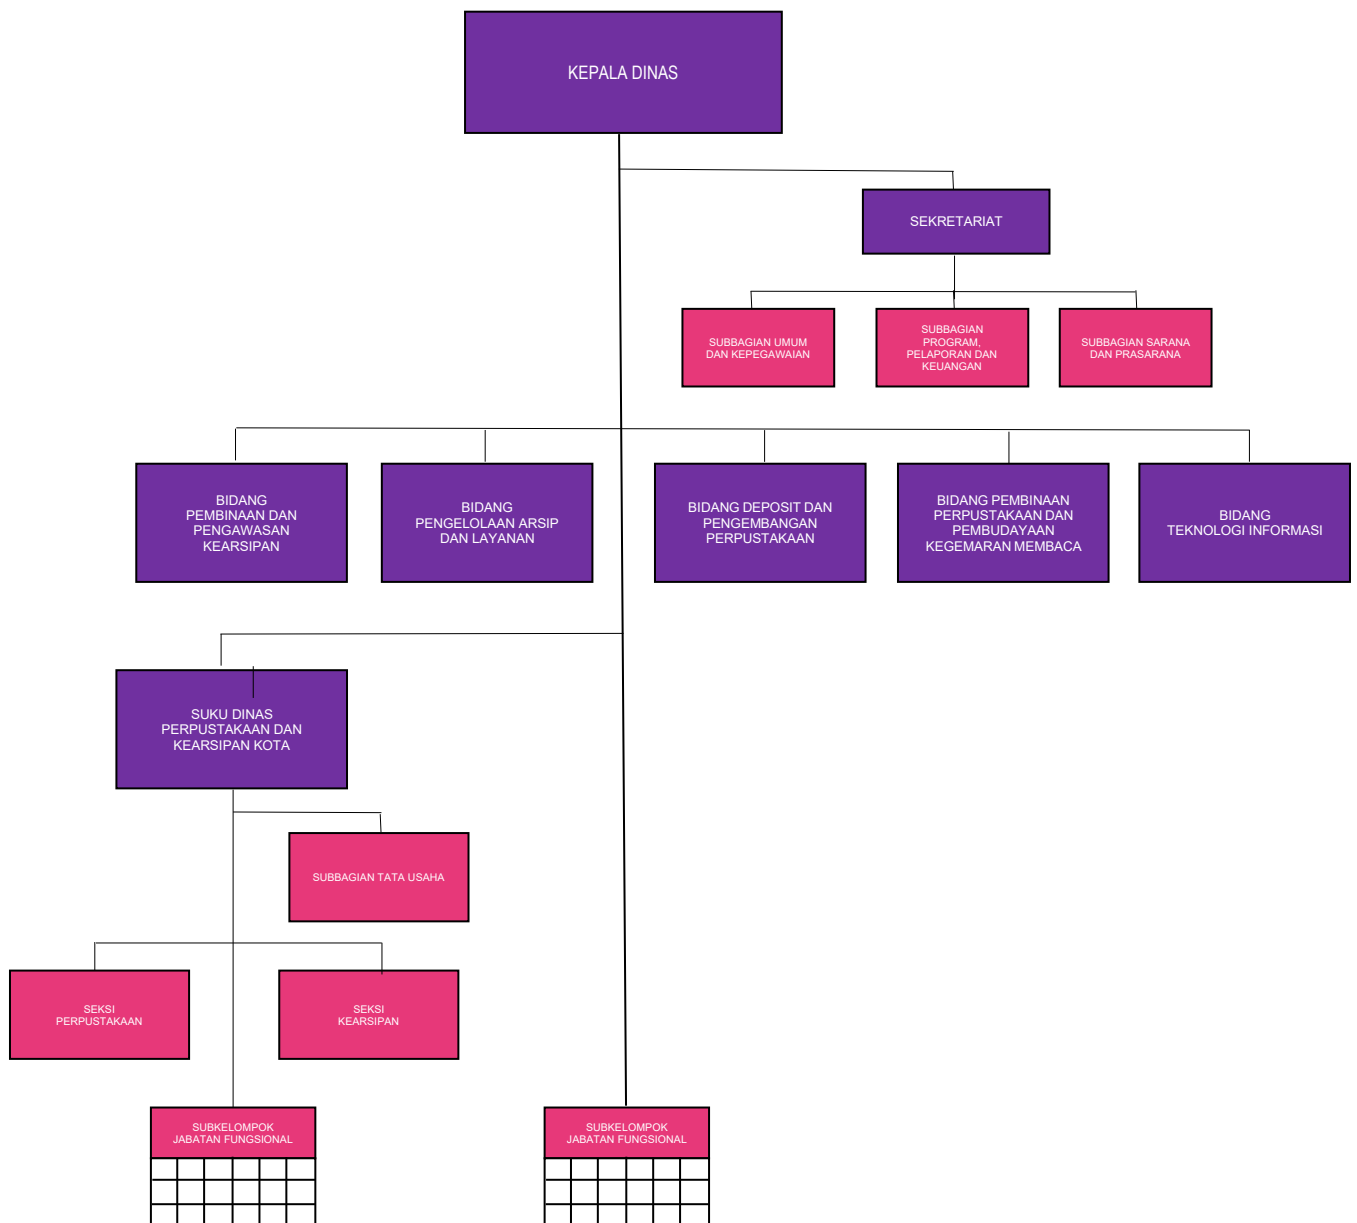 KEPALA DINAS
SEKRETARIAT
SUBBAGIAN UMUM
DAN KEPEGAWAIAN
SUBBAGIAN
PROGRAM,
PELAPORAN DAN
KEUANGAN
SUBBAGIAN SARANA
DAN PRASARANA
BIDANG
PEMBINAAN DAN
PENGAWASAN
KEARSIPAN
BIDANG
PENGELOLAAN ARSIP
DAN LAYANAN
BIDANG DEPOSIT DAN
PENGEMBANGAN
PERPUSTAKAAN
BIDANG PEMBINAAN
PERPUSTAKAAN DAN
PEMBUDAYAAN
KEGEMARAN MEMBACA
BIDANG
TEKNOLOGI INFORMASI
SUKU DINAS
PERPUSTAKAAN DAN
KEARSIPAN KOTA
SUBBAGIAN TATA USAHA
SEKSI
PERPUSTAKAAN
SEKSI
KEARSIPAN
SUBKELOMPOK
JABATAN FUNGSIONAL
SUBKELOMPOK
JABATAN FUNGSIONAL